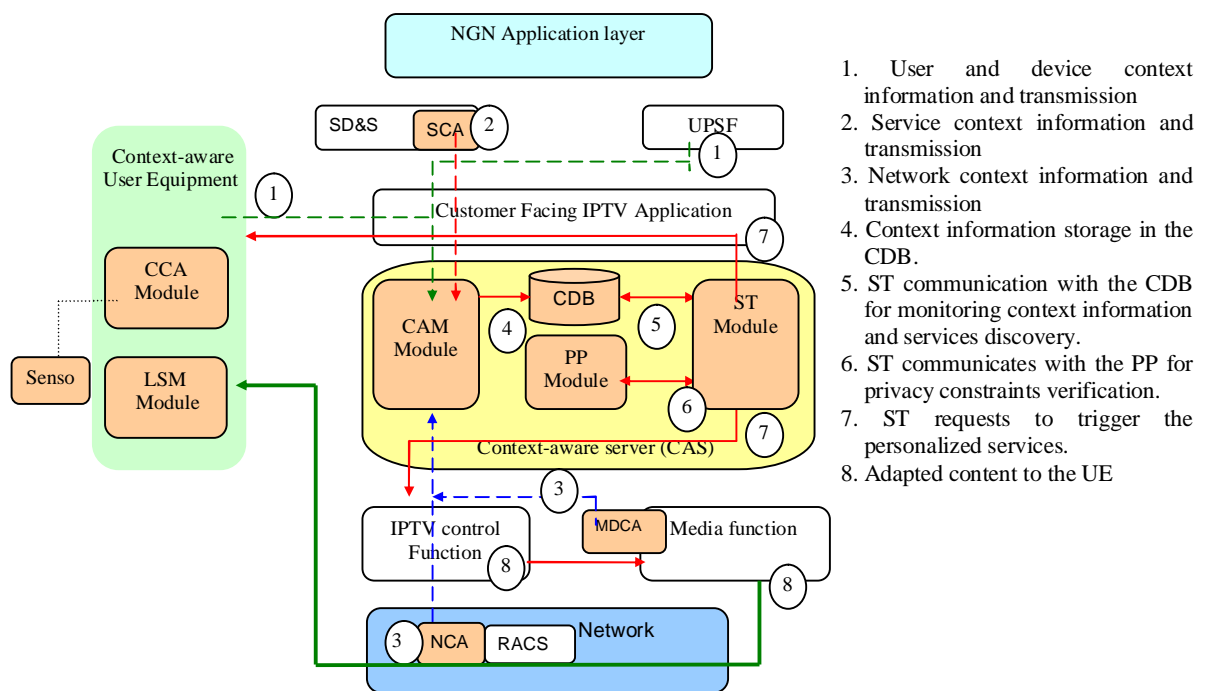 NGN Application layer
SD&S
SCA
2
UPSF
1
Context-aware
User Equipment
1
Customer Facing IPTV Application
7
CCA
Module
CAM
Module
CDB
ST
Module
4
5
PP
Module
6
Senso
LSM
Module
7
Context-aware server (CAS)
3
IPTV control
Function
8
MDCA
Media function
8
3
NCA
RACS
Network
1. User and device context
information and transmission
2. Service context information and
transmission
3. Network context information and
transmission
4. Context information storage in the
CDB.
5. ST communication with the CDB
for monitoring context information
and services discovery.
6. ST communicates with the PP for
privacy constraints verification.
7. ST requests to trigger the
personalized services.
8. Adapted content to the UE